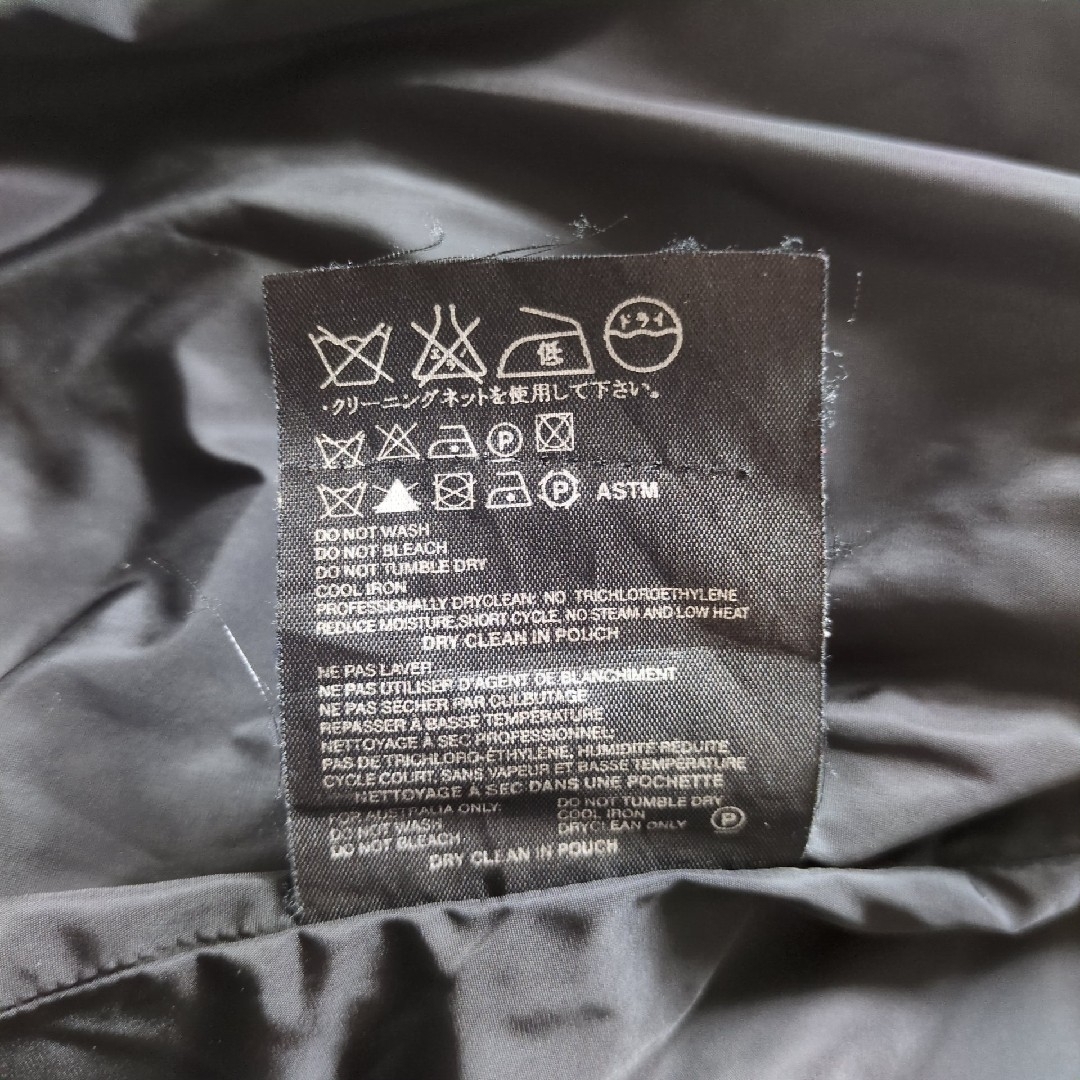 低 ドライ
・クリーニングネットを使用して下さい。
P
P ASTM
DO NOT WASH
DO NOT BLEACH
DO NOT TUMBLE DRY
COOL IRON
PROFESSIONALLY DRYCLEAN, NO TRICHLOROETHYLENE
REDUCE MOISTURE,SHORT CYCLE, NO STEAM AND LOW HEAT
DRY CLEAN IN POUCH
NE PAS LAVER
NE PAS UTILISER D'AGENT DE BLANCHIMENT
NE PAS SÉCHER PAR CULBUTAGE
REPASSER À BASSE TEMPÉRATURE
NETTOYAGE À SEC PROFESSIONNEL
PAS DE TRICHLORO-ETHYLENE, HUMIDITÉ REDUITE
CYCLE COURT, SANS VAPEUR ET BASSE TEMPÉRATURE
NETTOYAGE À SEC DANS UNE POCHETTE
FOR AUSTRALIA ONLY:
DO NOT WASH
DO NOT BLEACH
DO NOT TUMBLE DRY
COOL IRON
DRYCLEAN ONLY P
DRY CLEAN IN POUCH